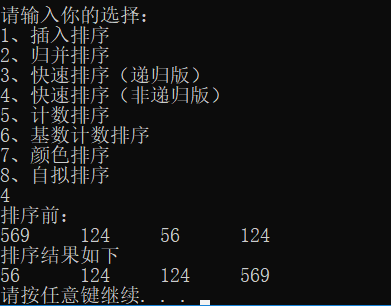 请输入你的选择：
1、插入排序
2、归并排序
3、快速排序（递归版）
4、快速排序（非递归版）
5、计数排序
6、基数计数排序
7、颜色排序
8、自拟排序
4
排序前：
569 124 56 124
排序结果如下
56 124 124 569
请按任意键继续. . .